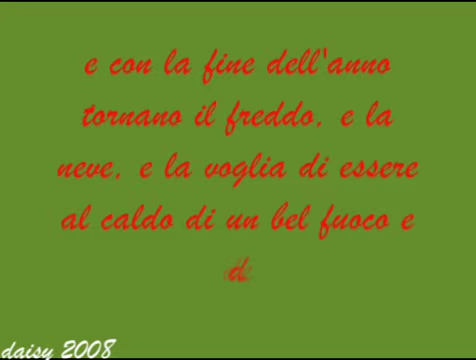 e con la fine dell'anno
tornano il freddo, e la
neve, e la voglia di essere
al caldo di un bel fuoco e
d
daisy 2008